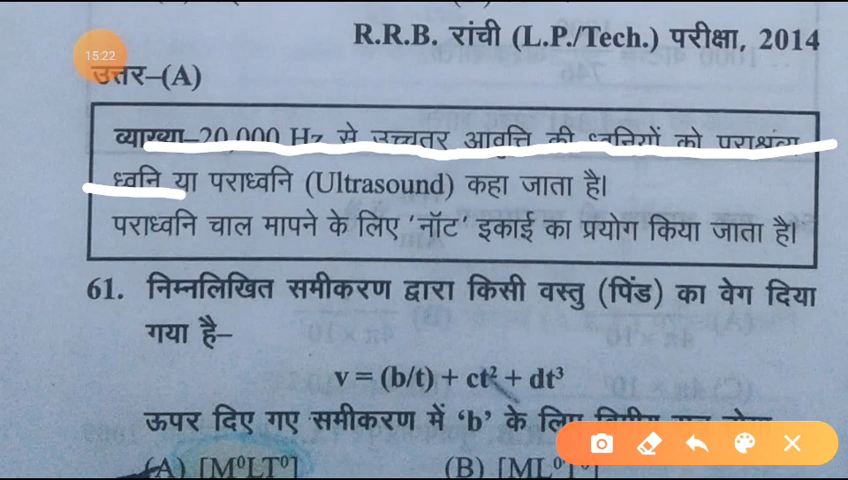 R.R.B. रांची (L.P./Tech.) परीक्षा, 2014
15:22
उत्तर–(A)
व्याख्या–20,000 Hz से उच्चतर आवृत्ति की ध्वनियों को पराश्रव्य
ध्वनि या पराध्वनि (Ultrasound) कहा जाता है।
पराध्वनि चाल मापने के लिए 'नॉट' इकाई का प्रयोग किया जाता है।
61. निम्नलिखित समीकरण द्वारा किसी वस्तु (पिंड) का वेग दिया
गया है–
v = (b/t) + ct² + dt³
ऊपर दिए गए समीकरण में 'b' के लिए
(A) [M⁰LT⁰]
(B) [ML⁰T⁰]